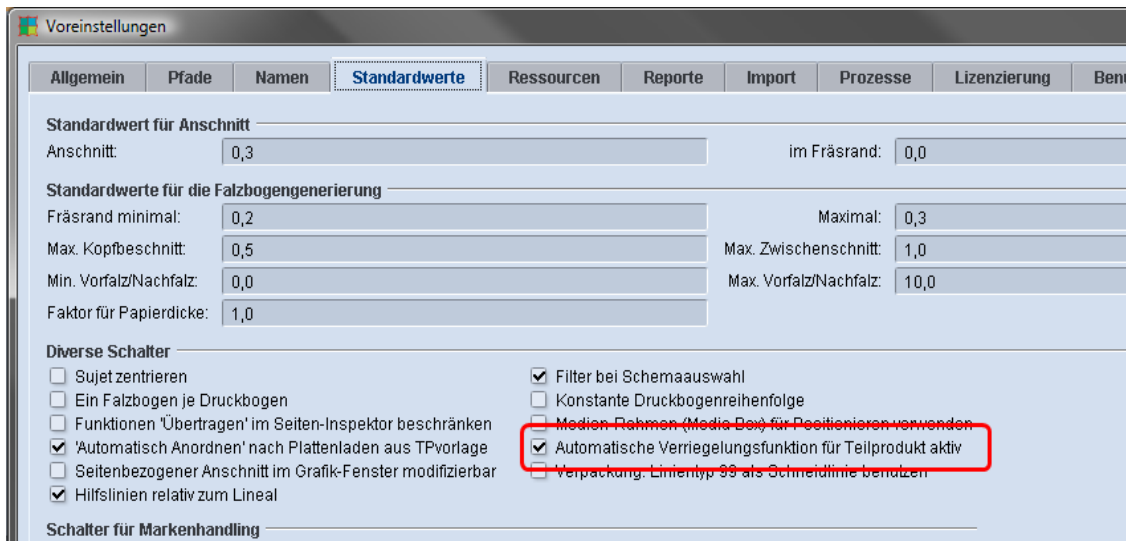 Voreinstellungen
Allgemein Pfade Namen Standardwerte Ressourcen Reporte Import Prozesse Lizenzierung
Standardwert für Anschnitt
Anschnitt: 0,3 im Fräsrand: 0,0
Standardwerte für die Falzbogengenerierung
Fräsrand minimal: 0,2 Maximal: 0,3
Max. Kopfbeschnitt: 0,5 Max. Zwischenschnitt: 1,0
Min. Vorfalz/Nachfalz: 0,0 Max. Vorfalz/Nachfalz: 10,0
Faktor für Papierdicke: 1,0
Diverse Schalter
Sujet zentrieren Filter bei Schemaauswahl
Ein Falzbogen je Druckbogen Konstante Druckbogenreihenfolge
Funktionen 'Übertragen' im Seiten-Inspektor beschränken Medien-Rahmen (Media Box) für Positionieren verwenden
'Automatisch Anordnen' nach Plattenladen aus TPvorlage Automatische Verriegelungsfunktion für Teilprodukt aktiv
Seitenbezogener Anschnitt im Grafik-Fenster modifizierbar Verpackung: Linientyp 99 als Schneidlinie benutzen
Hilfslinien relativ zum Lineal
Schalter für Markenhandling